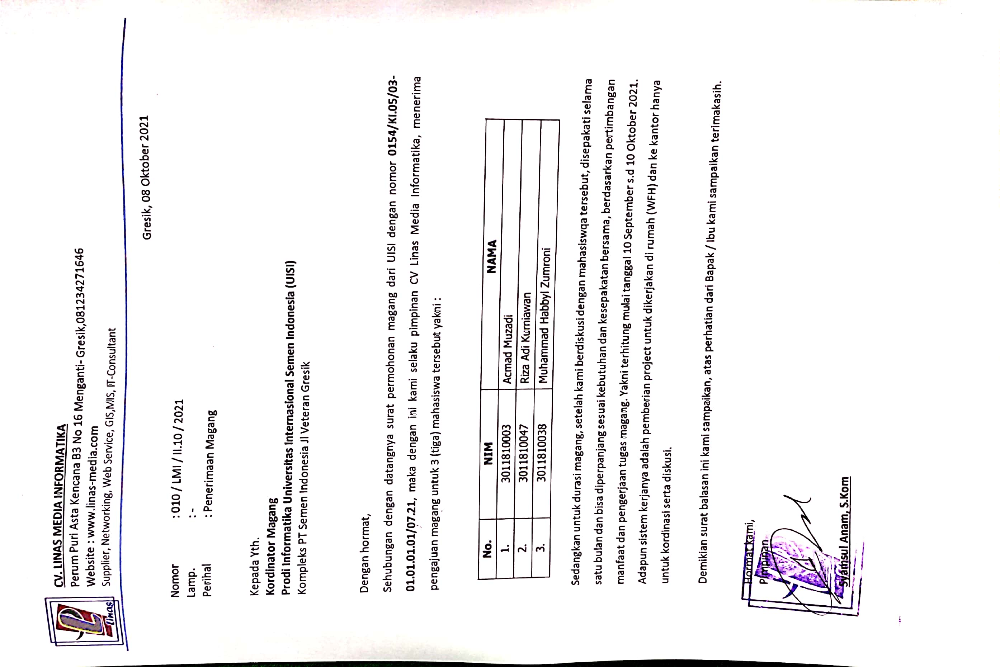 CV. LINAS MEDIA INFORMATIKA
Perum Puri Asta Kencana B3 No 16 Menganti- Gresik,081234271646
Website : www.linas-media.com
Supplier, Networking, Web Service, GIS,MIS, IT-Consultant
Linas
Gresik, 08 Oktober 2021
Nomor : 010 / LMI / II.10 / 2021
Lamp. : -
Perihal : Penerimaan Magang
Kepada Yth.
Kordinator Magang
Prodi Informatika Universitas Internasional Semen Indonesia (UISI)
Kompleks PT Semen Indonesia Jl Veteran Gresik
Dengan hormat,
Sehubungan dengan datangnya surat permohonan magang dari UISI dengan nomor 0154/KI.05/03-
01.01.01.01/07.21, maka dengan ini kami selaku pimpinan CV Linas Media Informatika, menerima
pengajuan magang untuk 3 (tiga) mahasiswa tersebut yakni :
No. NIM NAMA
1. 3011810003 Acmad Muzadi
2. 3011810047 Riza Adi Kurniawan
3. 3011810038 Muhammad Habbyl Zumroni
Sedangkan untuk durasi magang, setelah kami berdiskusi dengan mahasiswqa tersebut, disepakati selama
satu bulan dan bisa diperpanjang sesuai kebutuhan dan kesepakatan bersama, berdasarkan pertimbangan
manfaat dan pengerjaan tugas magang. Yakni terhitung mulai tanggal 10 September s.d 10 Oktober 2021.
Adapun sistem kerjanya adalah pemberian project untuk dikerjakan di rumah (WFH) dan ke kantor hanya
untuk kordinasi serta diskusi.
Demikian surat balasan ini kami sampaikan, atas perhatian dari Bapak / Ibu kami sampaikan terimakasih.
Hormat kami,
Pimpinan
Syamsul Anam, S.Kom